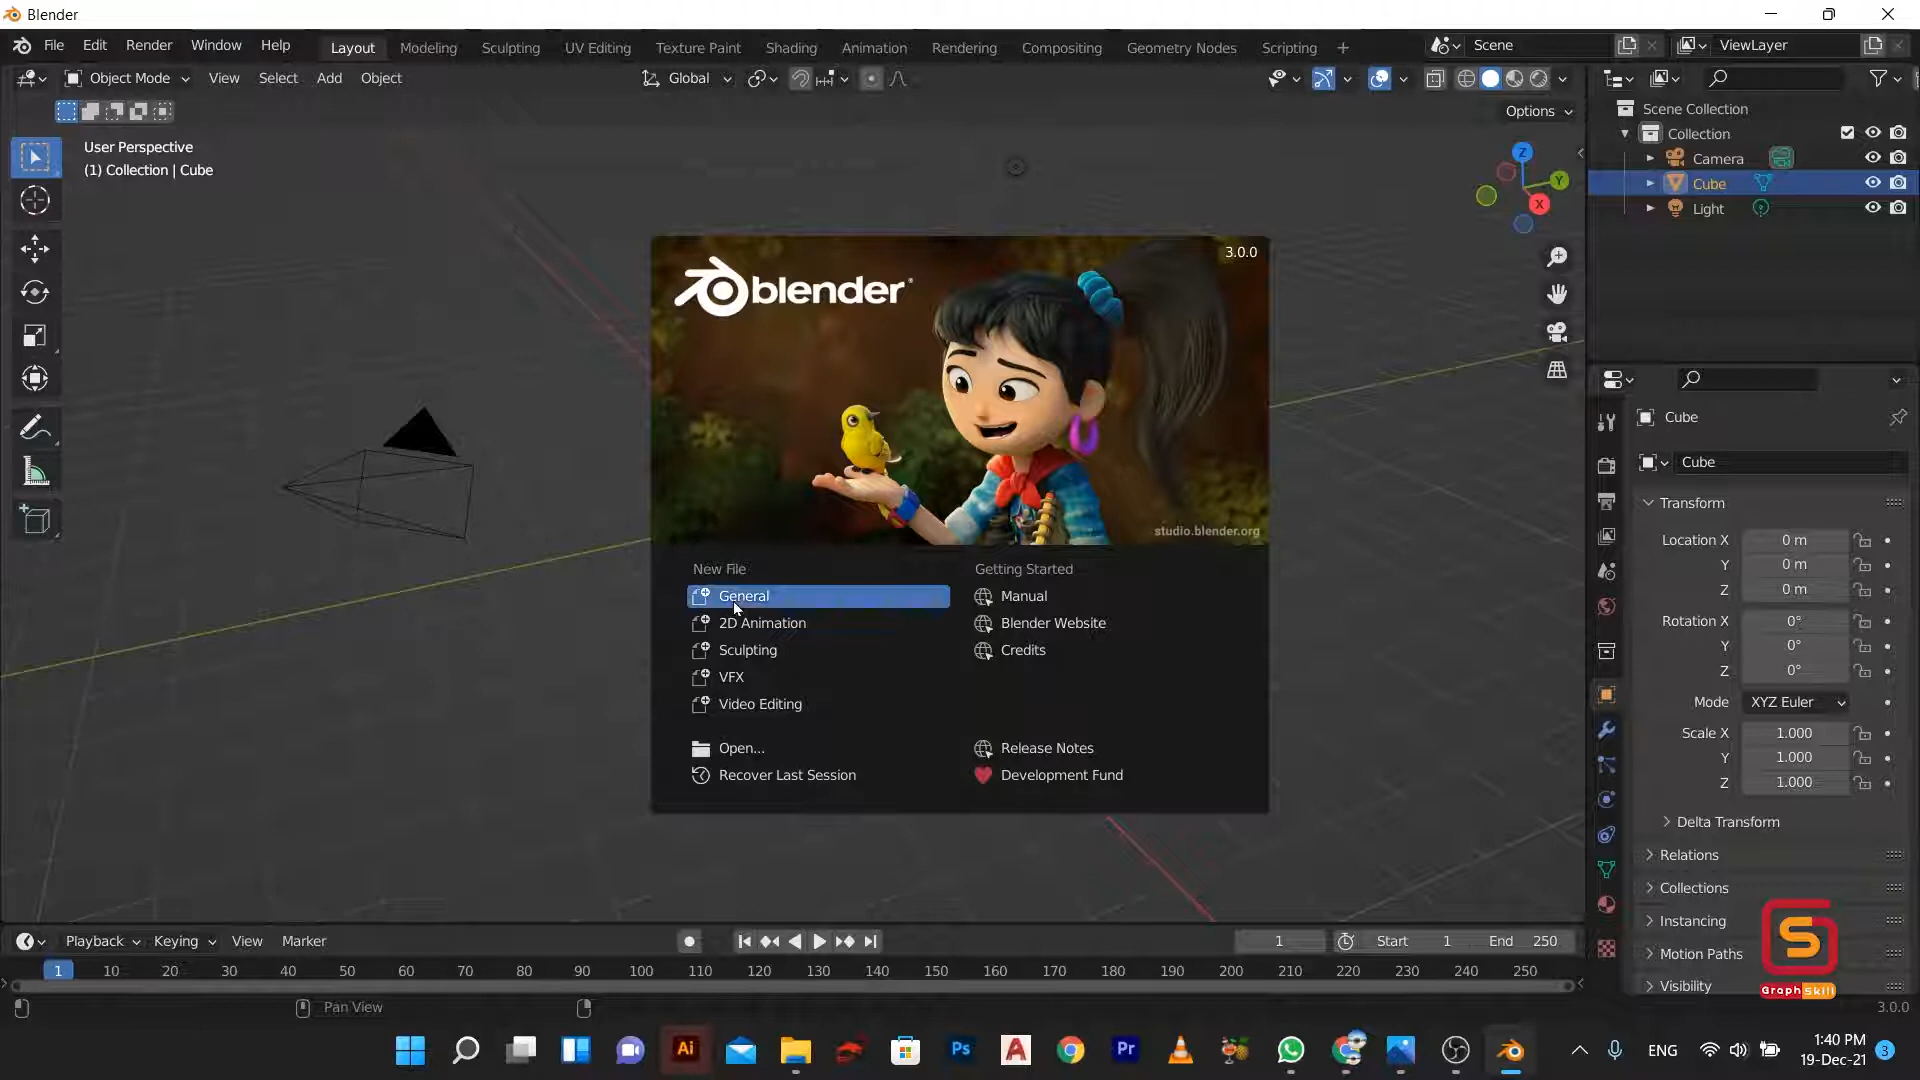 Blender
File Edit Render Window Help Layout Modeling Sculpting UV Editing Texture Paint Shading Animation Rendering Compositing Geometry Nodes Scripting + Scene ViewLayer
Object Mode View Select Add Object Global
Options
User Perspective
(1) Collection | Cube
Z
Y
X
Scene Collection
Collection
Camera
Cube
Light
blender
3.0.0
studio.blender.org
New File
General
2D Animation
Sculpting
VFX
Video Editing
Open...
Recover Last Session
Getting Started
Manual
Blender Website
Credits
Release Notes
Development Fund
Cube
Cube
Transform
Location X 0 m
Y 0 m
Z 0 m
Rotation X 0°
Y 0°
Z 0°
Mode XYZ Euler
Scale X 1.000
Y 1.000
Z 1.000
Delta Transform
Relations
Collections
Instancing
Motion Paths
Visibility
S
Graph Skill
Playback Keying View Marker 1 Start 1 End 250
1 10 20 30 40 50 60 70 80 90 100 110 120 130 140 150 160 170 180 190 200 210 220 230 240 250
Pan View
3.0.0
Ai Ps A Pr ENG
1:40 PM
19-Dec-21
3